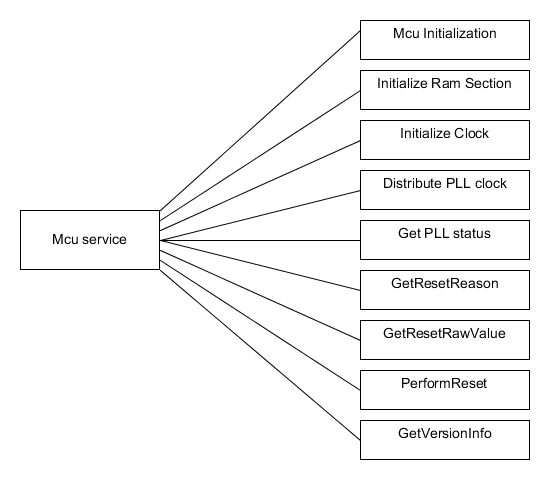 Mcu Initialization
Initialize Ram Section
Initialize Clock
Distribute PLL clock
Mcu service
Get PLL status
GetResetReason
GetResetRawValue
PerformReset
GetVersionInfo